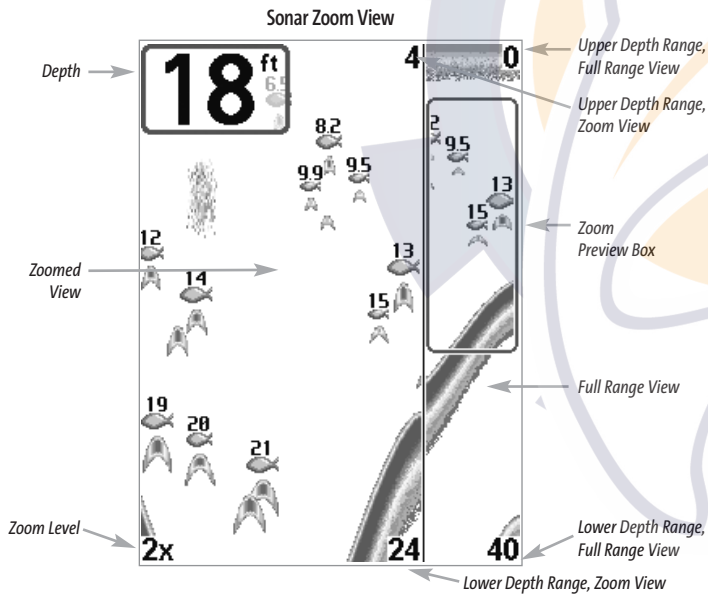 Sonar Zoom View
Depth
18 ft
6.5
4
0
Upper Depth Range,
Full Range View
Upper Depth Range,
Zoom View
8.2
9.9
9.5
2
9.5
13
15
Zoom
Preview Box
12
14
13
15
Zoomed
View
Full Range View
19
20
21
Zoom Level
2x
24
40
Lower Depth Range,
Full Range View
Lower Depth Range, Zoom View